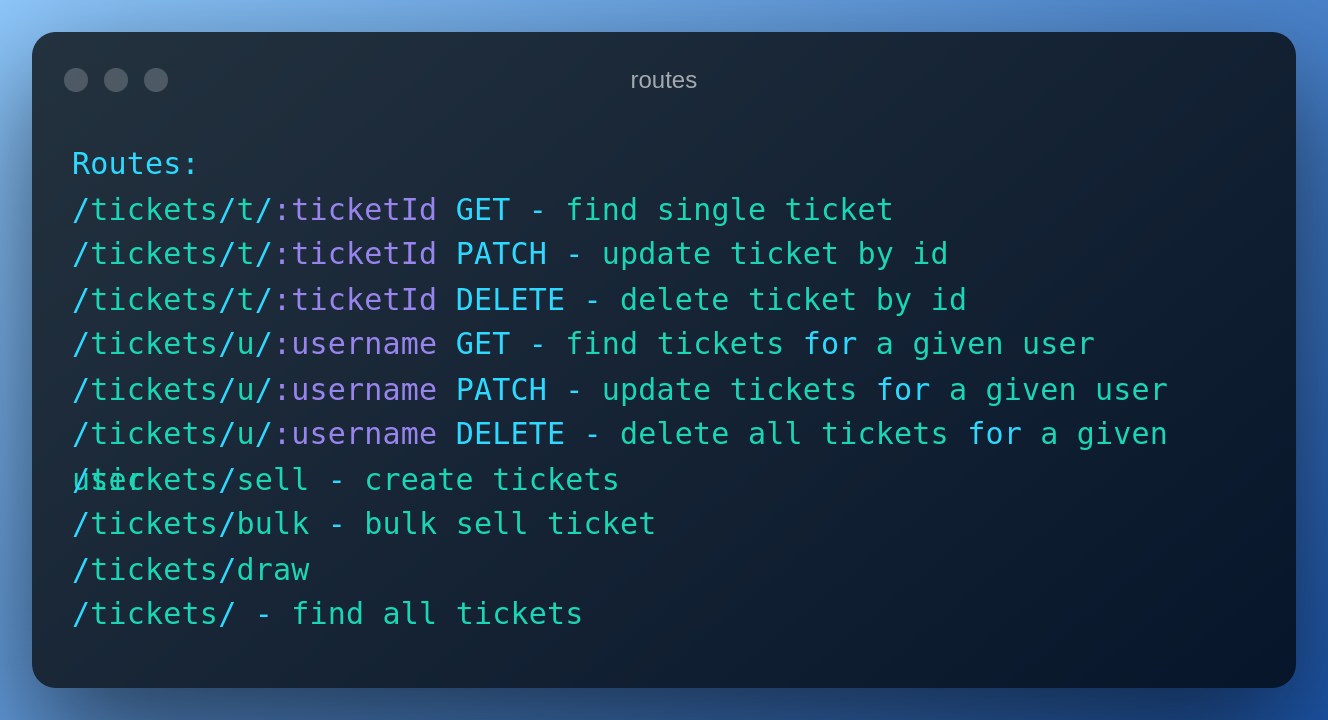 routes
Routes:
/tickets/t/:ticketId GET - find single ticket
/tickets/t/:ticketId PATCH - update ticket by id
/tickets/t/:ticketId DELETE - delete ticket by id
/tickets/u/:username GET - find tickets for a given user
/tickets/u/:username PATCH - update tickets for a given user
/tickets/u/:username DELETE - delete all tickets for a given
user
/tickets/sell - create tickets
/tickets/bulk - bulk sell ticket
/tickets/draw
/tickets/ - find all tickets